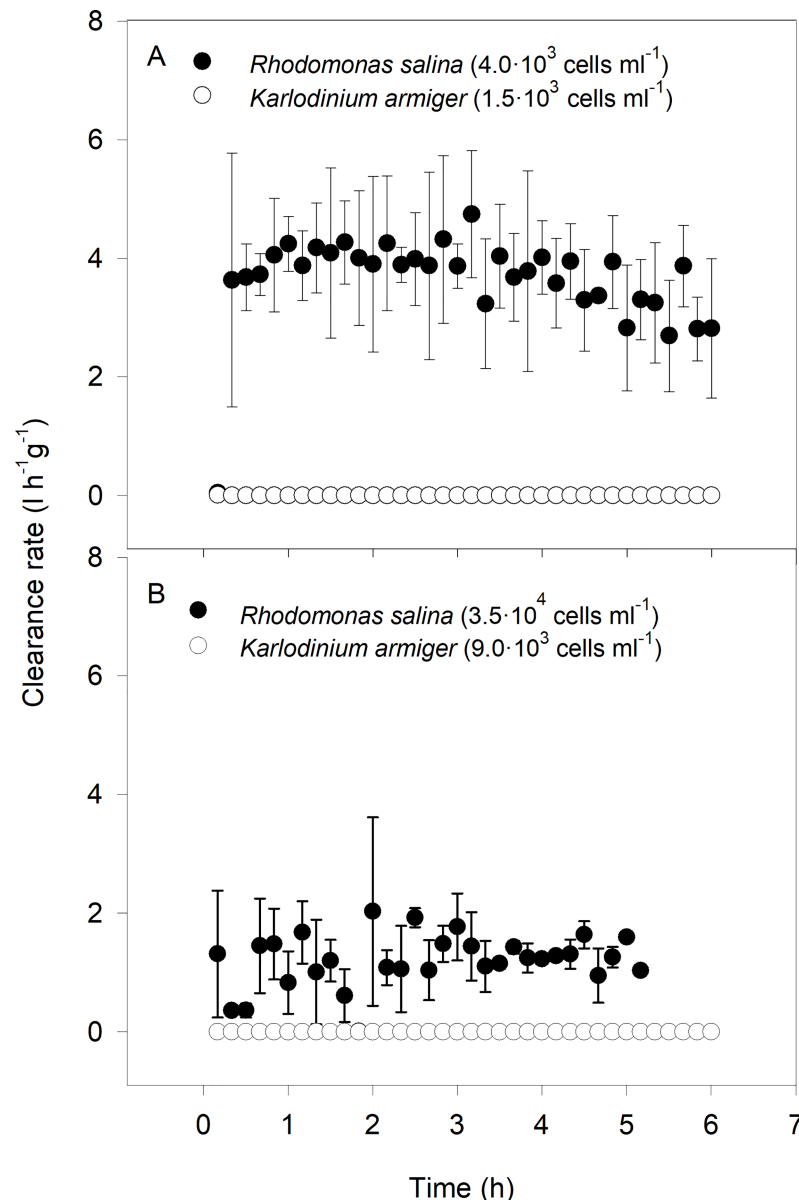 8
A
Rhodomonas salina (4.0·10³ cells ml⁻¹)
Karlodinium armiger (1.5·10³ cells ml⁻¹)
6
4
2
0
Clearance rate (l h⁻¹g⁻¹)
8
B
Rhodomonas salina (3.5·10⁴ cells ml⁻¹)
Karlodinium armiger (9.0·10³ cells ml⁻¹)
6
4
2
0
0 1 2 3 4 5 6 7
Time (h)